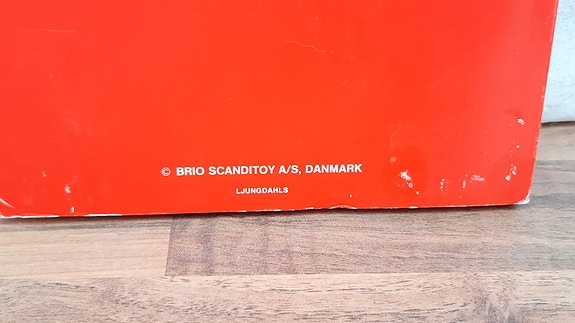 © BRIO SCANDITOY A/S, DANMARK
LJUNGDAHLS